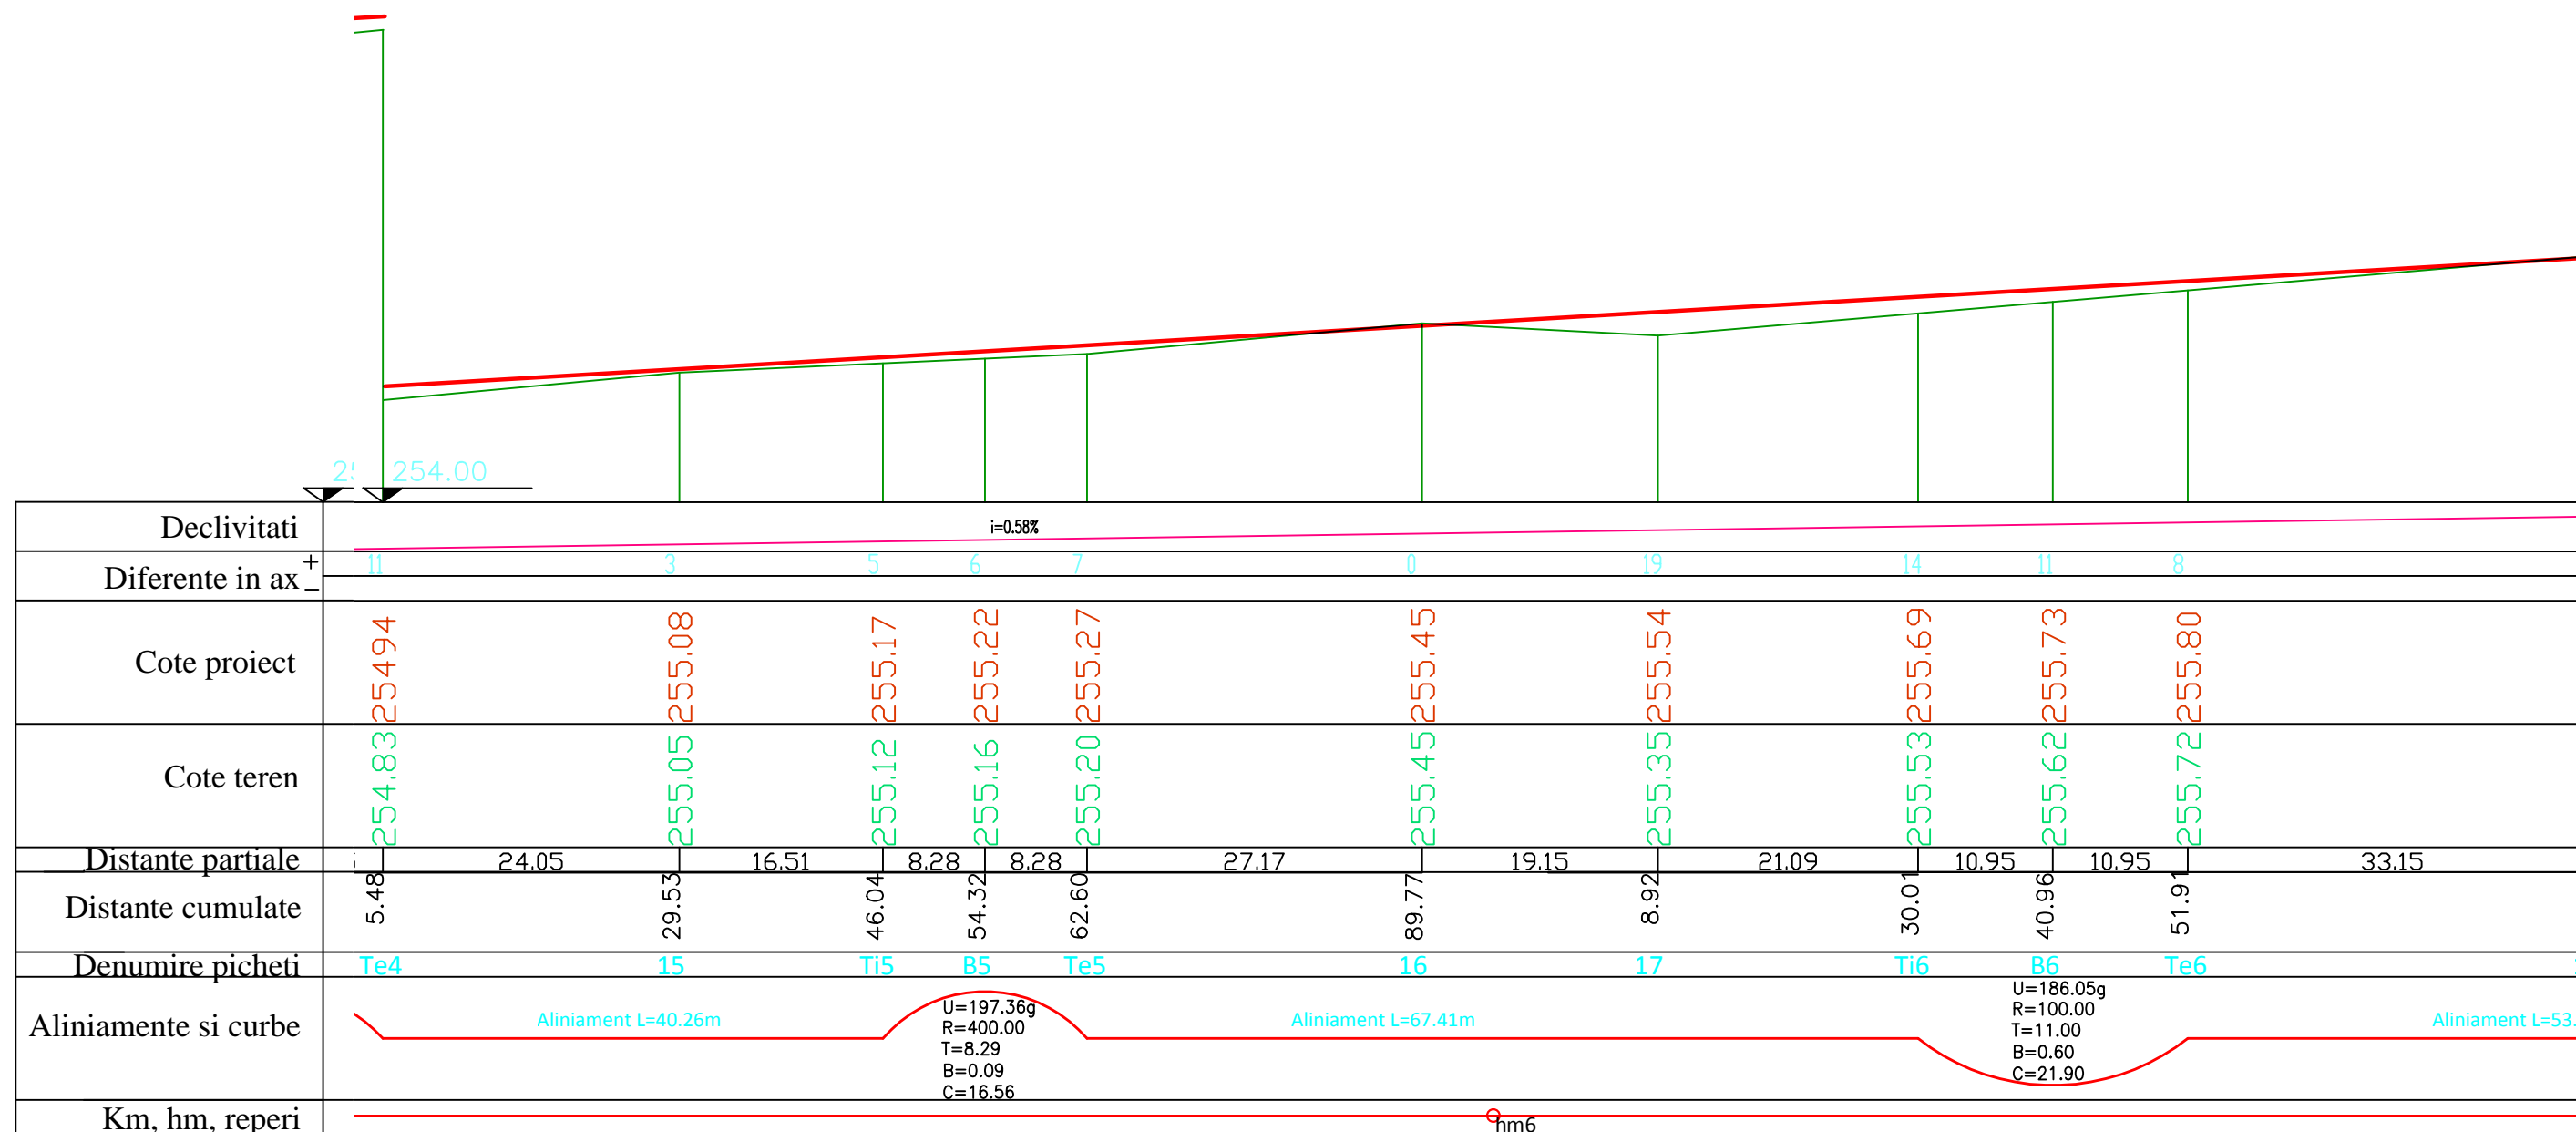 254.00
Declivitati i=0.58%
Diferente in ax + − 11 3 5 6 7 0 19 14 11 8
Cote proiect 25494 255.08 255.17 255.22 255.27 255.45 255.54 255.69 255.73 255.80
Cote teren 254.83 255.05 255.12 255.16 255.20 255.45 255.35 255.53 255.62 255.72
Distante partiale 24.05 16.51 8.28 8.28 27.17 19.15 21.09 10.95 10.95 33.15
Distante cumulate 5.48 29.53 46.04 54.32 62.60 89.77 8.92 30.01 40.96 51.91
Denumire picheti Te4 15 Ti5 B5 Te5 16 17 Ti6 B6 Te6
Aliniamente si curbe
Aliniament L=40.26m
U=197.36g
R=400.00
T=8.29
B=0.09
C=16.56
Aliniament L=67.41m
U=186.05g
R=100.00
T=11.00
B=0.60
C=21.90
Aliniament L=53.
Km, hm, reperi hm6